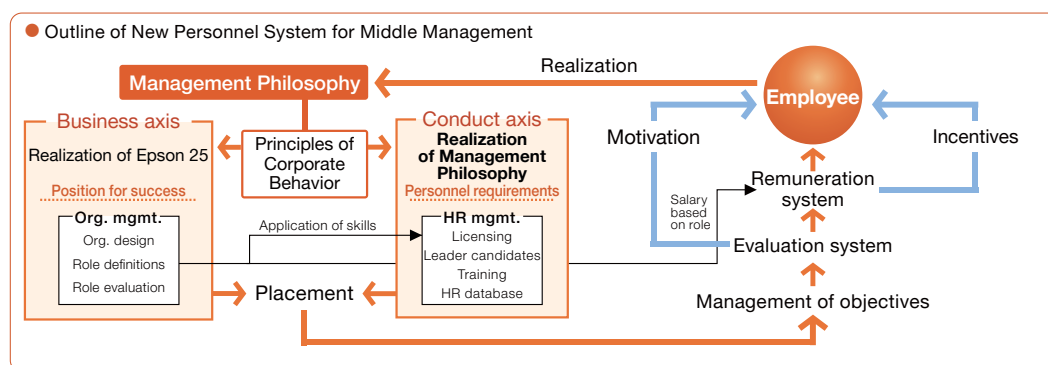 Outline of New Personnel System for Middle Management
Realization
Management Philosophy
Employee
Business axis
Realization of Epson 25
Position for success
Org. mgmt.
Org. design
Role definitions
Role evaluation
Principles of
Corporate
Behavior
Conduct axis
Realization
of Management
Philosophy
Personnel requirements
HR mgmt.
Licensing
Leader candidates
Training
HR database
Application of skills
Placement
Motivation
Incentives
Remuneration
system
Salary
based
on role
Evaluation system
Management of objectives